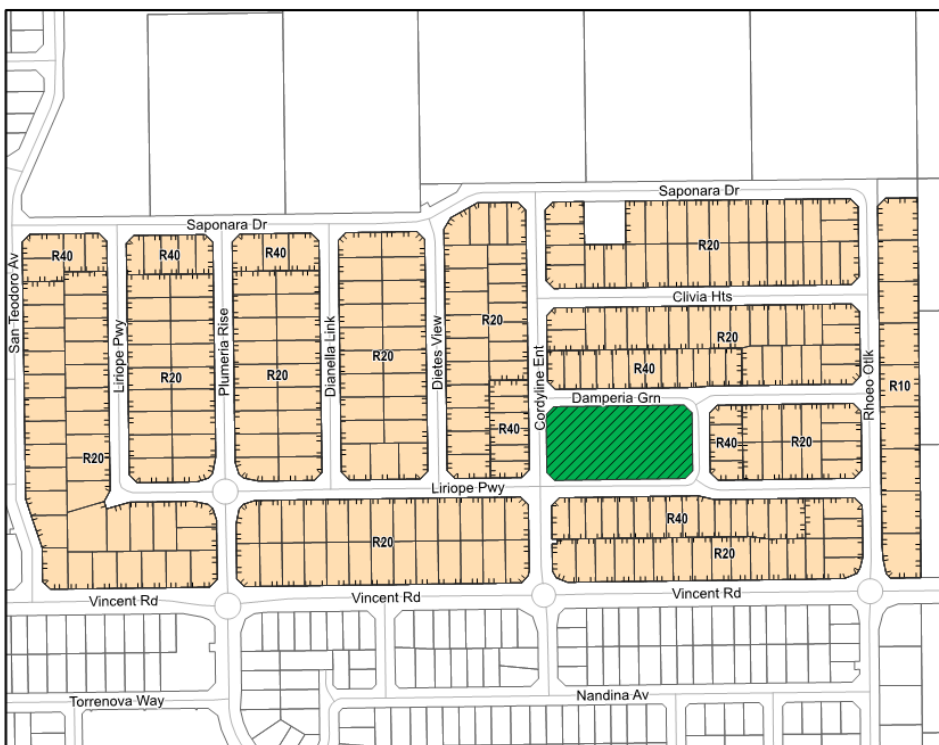 Saponara Dr
Saponara Dr
R20
R40
R40
R40
San Teodoro Av
Clivia Hts
R20
R20
Liriope Pwy
Plumeria Rise
Dianella Link
Dietes View
Cordyline Ent
Rhoeo Otlk
R20
R20
R20
R40
R10
Damperia Grn
R40
R40
R20
R20
Liriope Pwy
R40
R20
R20
Vincent Rd
Vincent Rd
Vincent Rd
Torrenova Way
Nandina Av